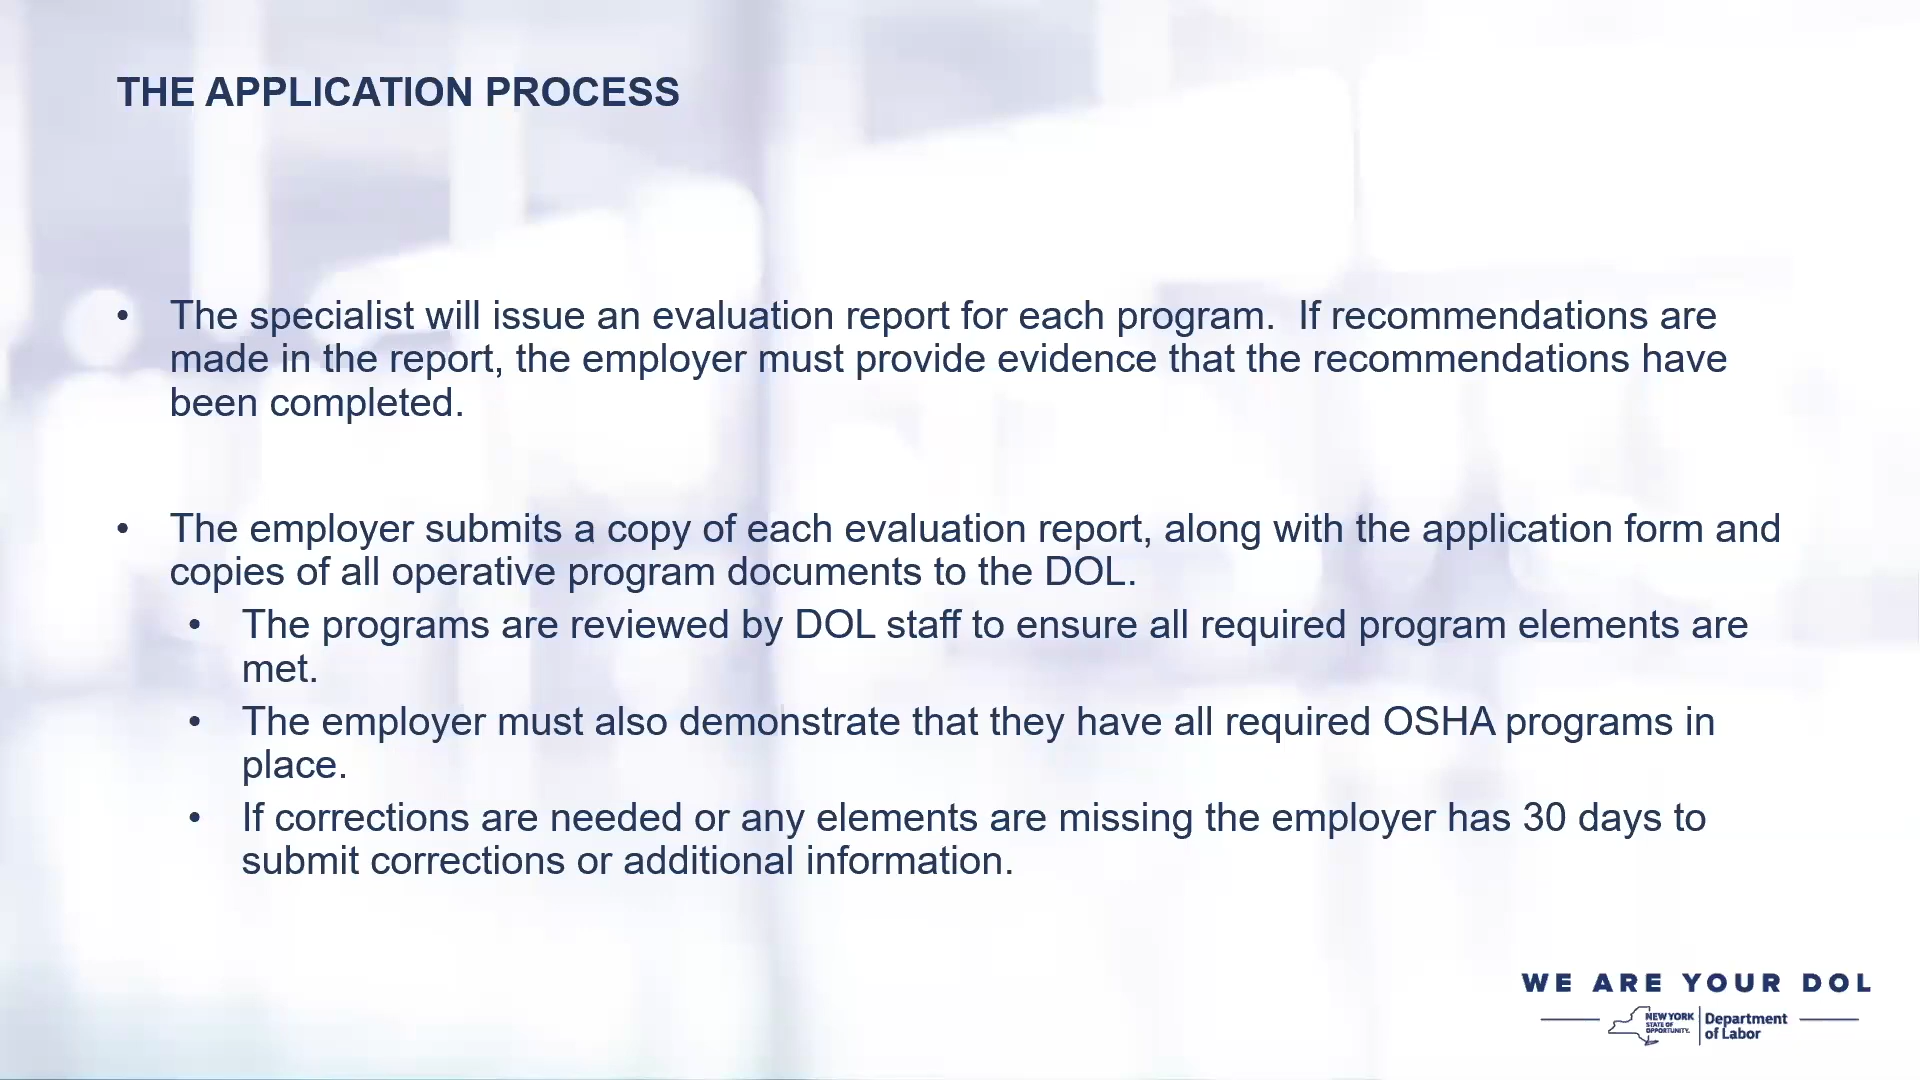 THE APPLICATION PROCESS
• The specialist will issue an evaluation report for each program.  If recommendations are
made in the report, the employer must provide evidence that the recommendations have
been completed.
• The employer submits a copy of each evaluation report, along with the application form and
copies of all operative program documents to the DOL.
• The programs are reviewed by DOL staff to ensure all required program elements are
met.
• The employer must also demonstrate that they have all required OSHA programs in
place.
• If corrections are needed or any elements are missing the employer has 30 days to
submit corrections or additional information.
WE ARE YOUR DOL
NEW YORK
STATE OF
OPPORTUNITY.
Department
of Labor